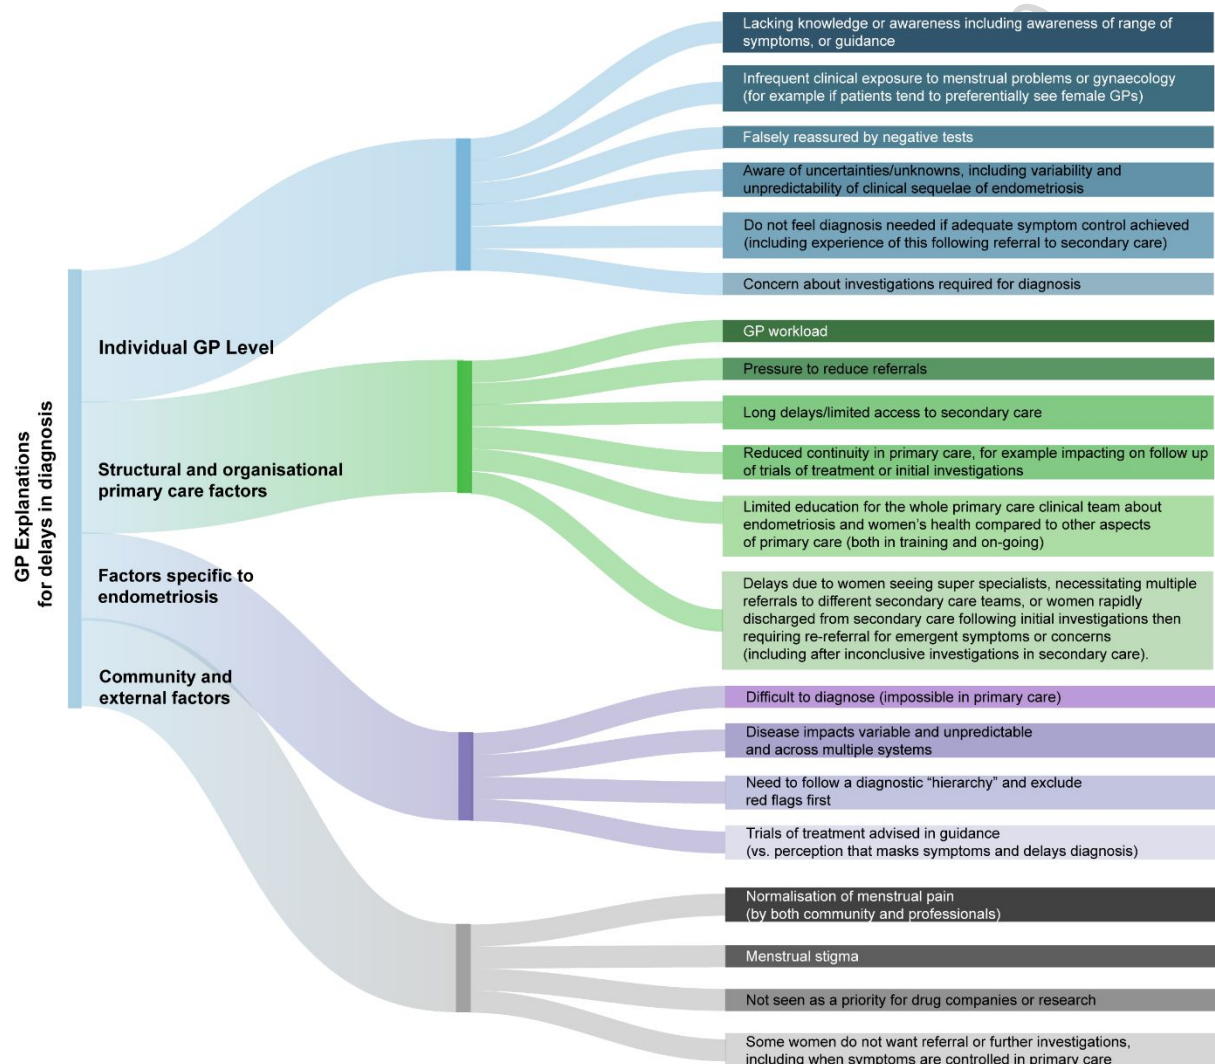 GP Explanations
for delays in diagnosis
Individual GP Level
Lacking knowledge or awareness including awareness of range of
symptoms, or guidance
Infrequent clinical exposure to menstrual problems or gynaecology
(for example if patients tend to preferentially see female GPs)
Falsely reassured by negative tests
Aware of uncertainties/unknowns, including variability and
unpredictability of clinical sequelae of endometriosis
Do not feel diagnosis needed if adequate symptom control achieved
(including experience of this following referral to secondary care)
Concern about investigations required for diagnosis
Structural and organisational
primary care factors
GP workload
Pressure to reduce referrals
Long delays/limited access to secondary care
Reduced continuity in primary care, for example impacting on follow up
of trials of treatment or initial investigations
Limited education for the whole primary care clinical team about
endometriosis and women's health compared to other aspects
of primary care (both in training and on-going)
Delays due to women seeing super specialists, necessitating multiple
referrals to different secondary care teams, or women rapidly
discharged from secondary care following initial investigations then
requiring re-referral for emergent symptoms or concerns
(including after inconclusive investigations in secondary care).
Factors specific to
endometriosis
Difficult to diagnose (impossible in primary care)
Disease impacts variable and unpredictable
and across multiple systems
Need to follow a diagnostic “hierarchy” and exclude
red flags first
Trials of treatment advised in guidance
(vs. perception that masks symptoms and delays diagnosis)
Community and
external factors
Normalisation of menstrual pain
(by both community and professionals)
Menstrual stigma
Not seen as a priority for drug companies or research
Some women do not want referral or further investigations,
including when symptoms are controlled in primary care